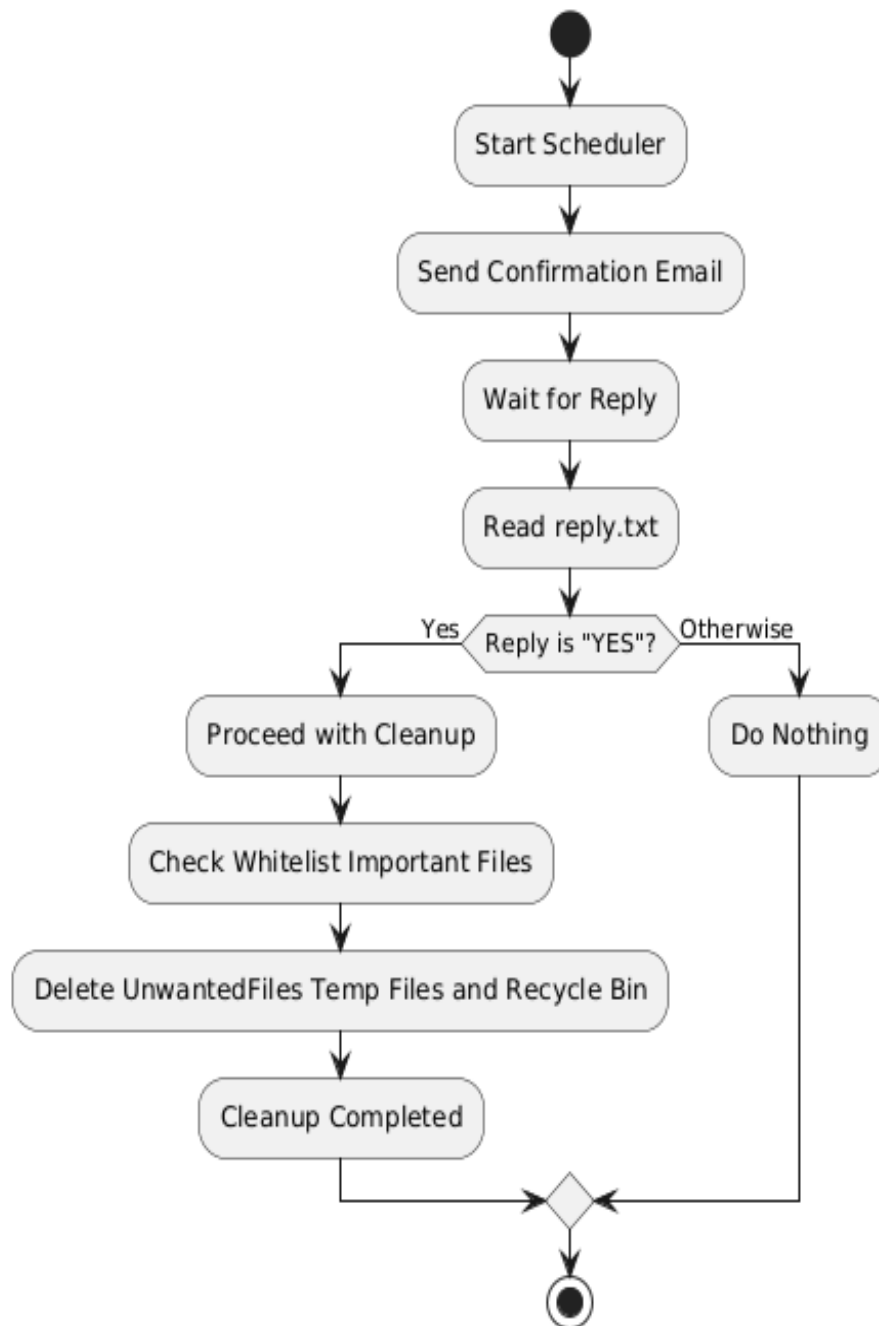 Start Scheduler
Send Confirmation Email
Wait for Reply
Read reply.txt
Yes
Reply is "YES"?
Otherwise
Proceed with Cleanup
Do Nothing
Check Whitelist Important Files
Delete UnwantedFiles Temp Files and Recycle Bin
Cleanup Completed